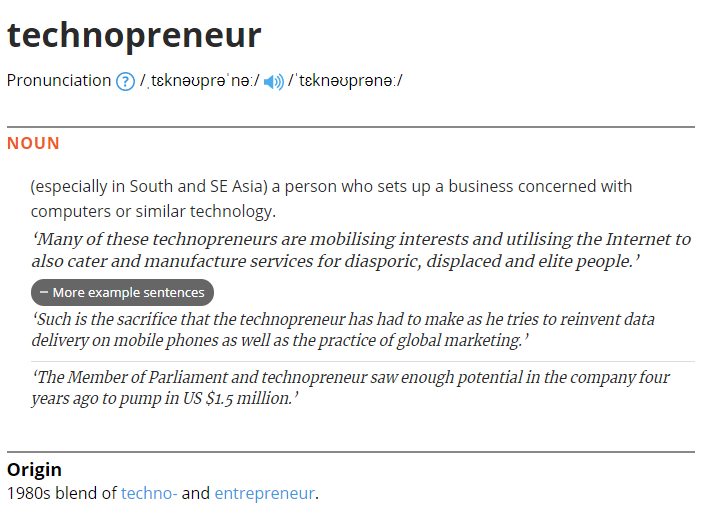 technopreneur
Pronunciation ? /ˌtɛknəʊprəˈnəː/ /ˈtɛknəʊprənəː/
NOUN
(especially in South and SE Asia) a person who sets up a business concerned with
computers or similar technology.
‘Many of these technopreneurs are mobilising interests and utilising the Internet to
also cater and manufacture services for diasporic, displaced and elite people.’
– More example sentences
‘Such is the sacrifice that the technopreneur has had to make as he tries to reinvent data
delivery on mobile phones as well as the practice of global marketing.’
‘The Member of Parliament and technopreneur saw enough potential in the company four
years ago to pump in US $1.5 million.’
Origin
1980s blend of techno- and entrepreneur.